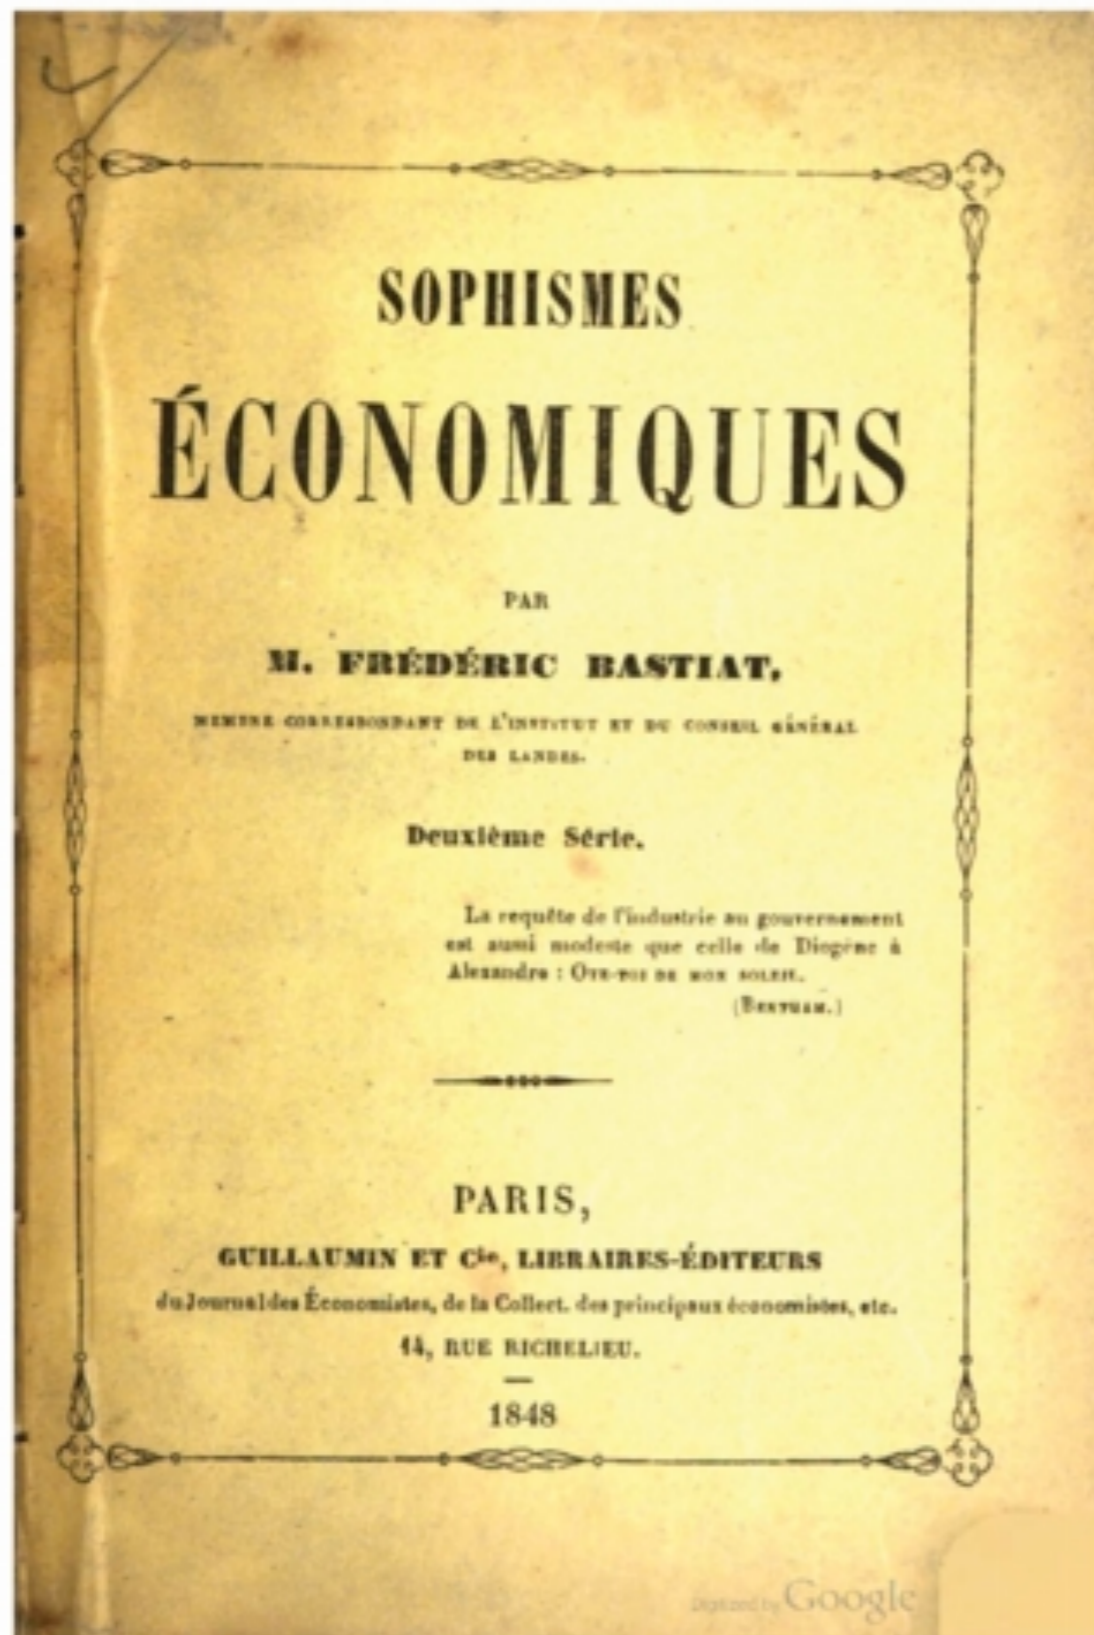 SOPHISMES
ÉCONOMIQUES
PAR
M. FRÉDÉRIC BASTIAT,
MEMBRE CORRESPONDANT DE L'INSTITUT ET DU CONSEIL GÉNÉRAL
DES LANDES.
Deuxième Série.
La requête de l'industrie au gouvernement
est aussi modeste que celle de Diogène à
Alexandre : OTE-TOI DE MON SOLEIL.
(BENTHAM.)
PARIS,
GUILLAUMIN ET Cie, LIBRAIRES-ÉDITEURS
du Journal des Économistes, de la Collect. des principaux économistes, etc.
14, RUE RICHELIEU.
1848
Digitized by Google